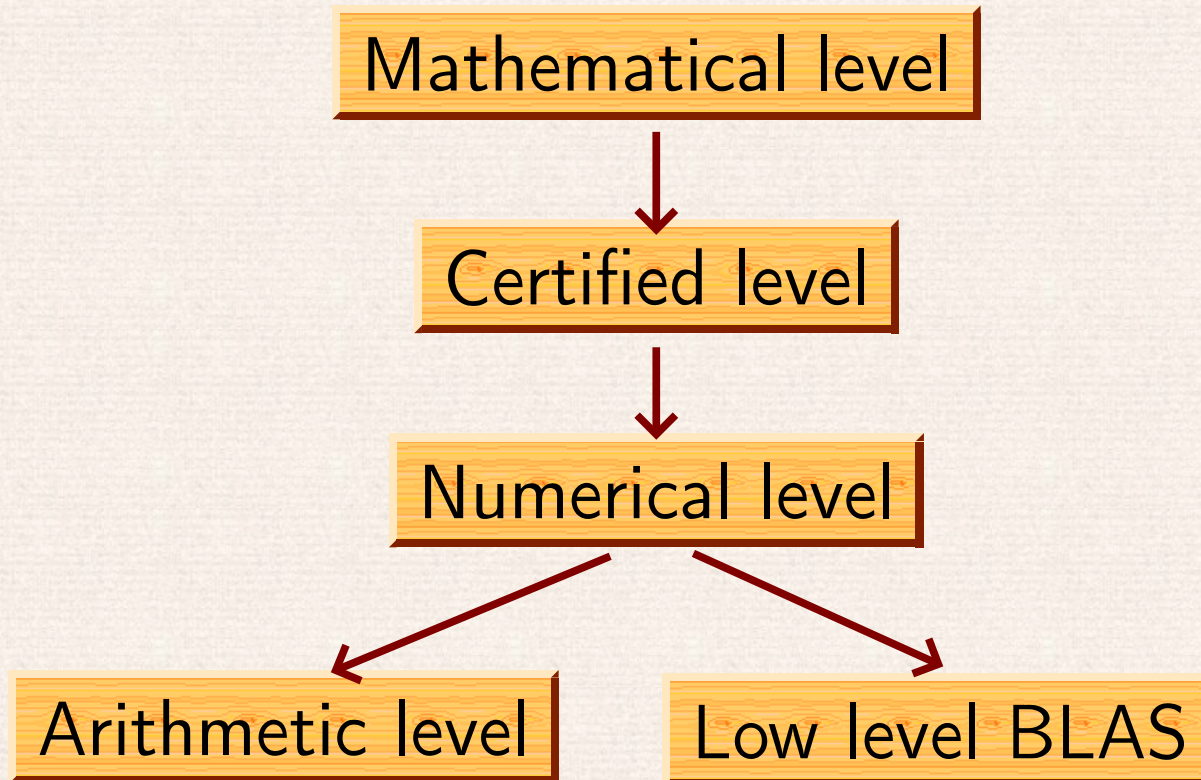 Mathematical level
Certified level
Numerical level
Arithmetic level
Low level BLAS